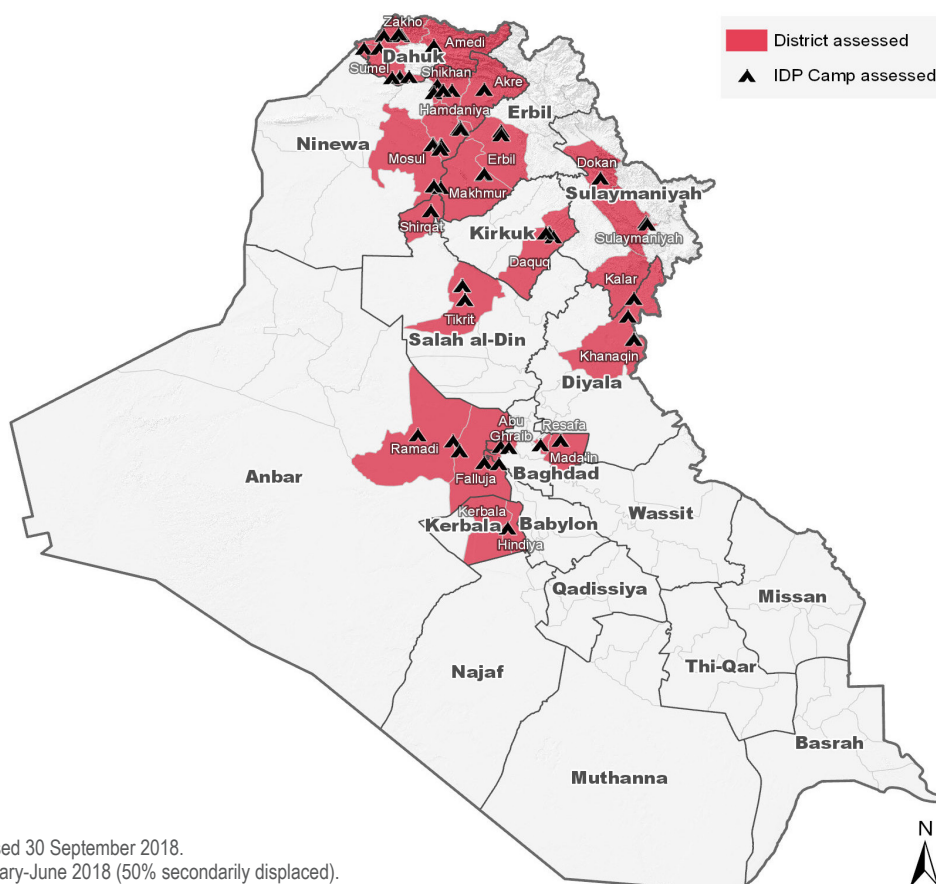 District assessed
IDP Camp assessed
Zakho
Amedi
Dahuk
Sumel
Shikhan
Akre
Hamdaniya
Erbil
Ninewa
Mosul
Erbil
Dokan
Makhmur
Sulaymaniyah
Shirqat
Kirkuk
Sulaymaniyah
Daquq
Kalar
Tikrit
Salah al-Din
Khanaqin
Diyala
Abu
Ghraib
Resafa
Ramadi
Mada'in
Anbar
Falluja
Baghdad
Kerbala
Wassit
Kerbala
Babylon
Hindiya
Qadissiya
Missan
Najaf
Thi-Qar
Basrah
Muthanna
N
sed 30 September 2018.
ary-June 2018 (50% secondarily displaced).